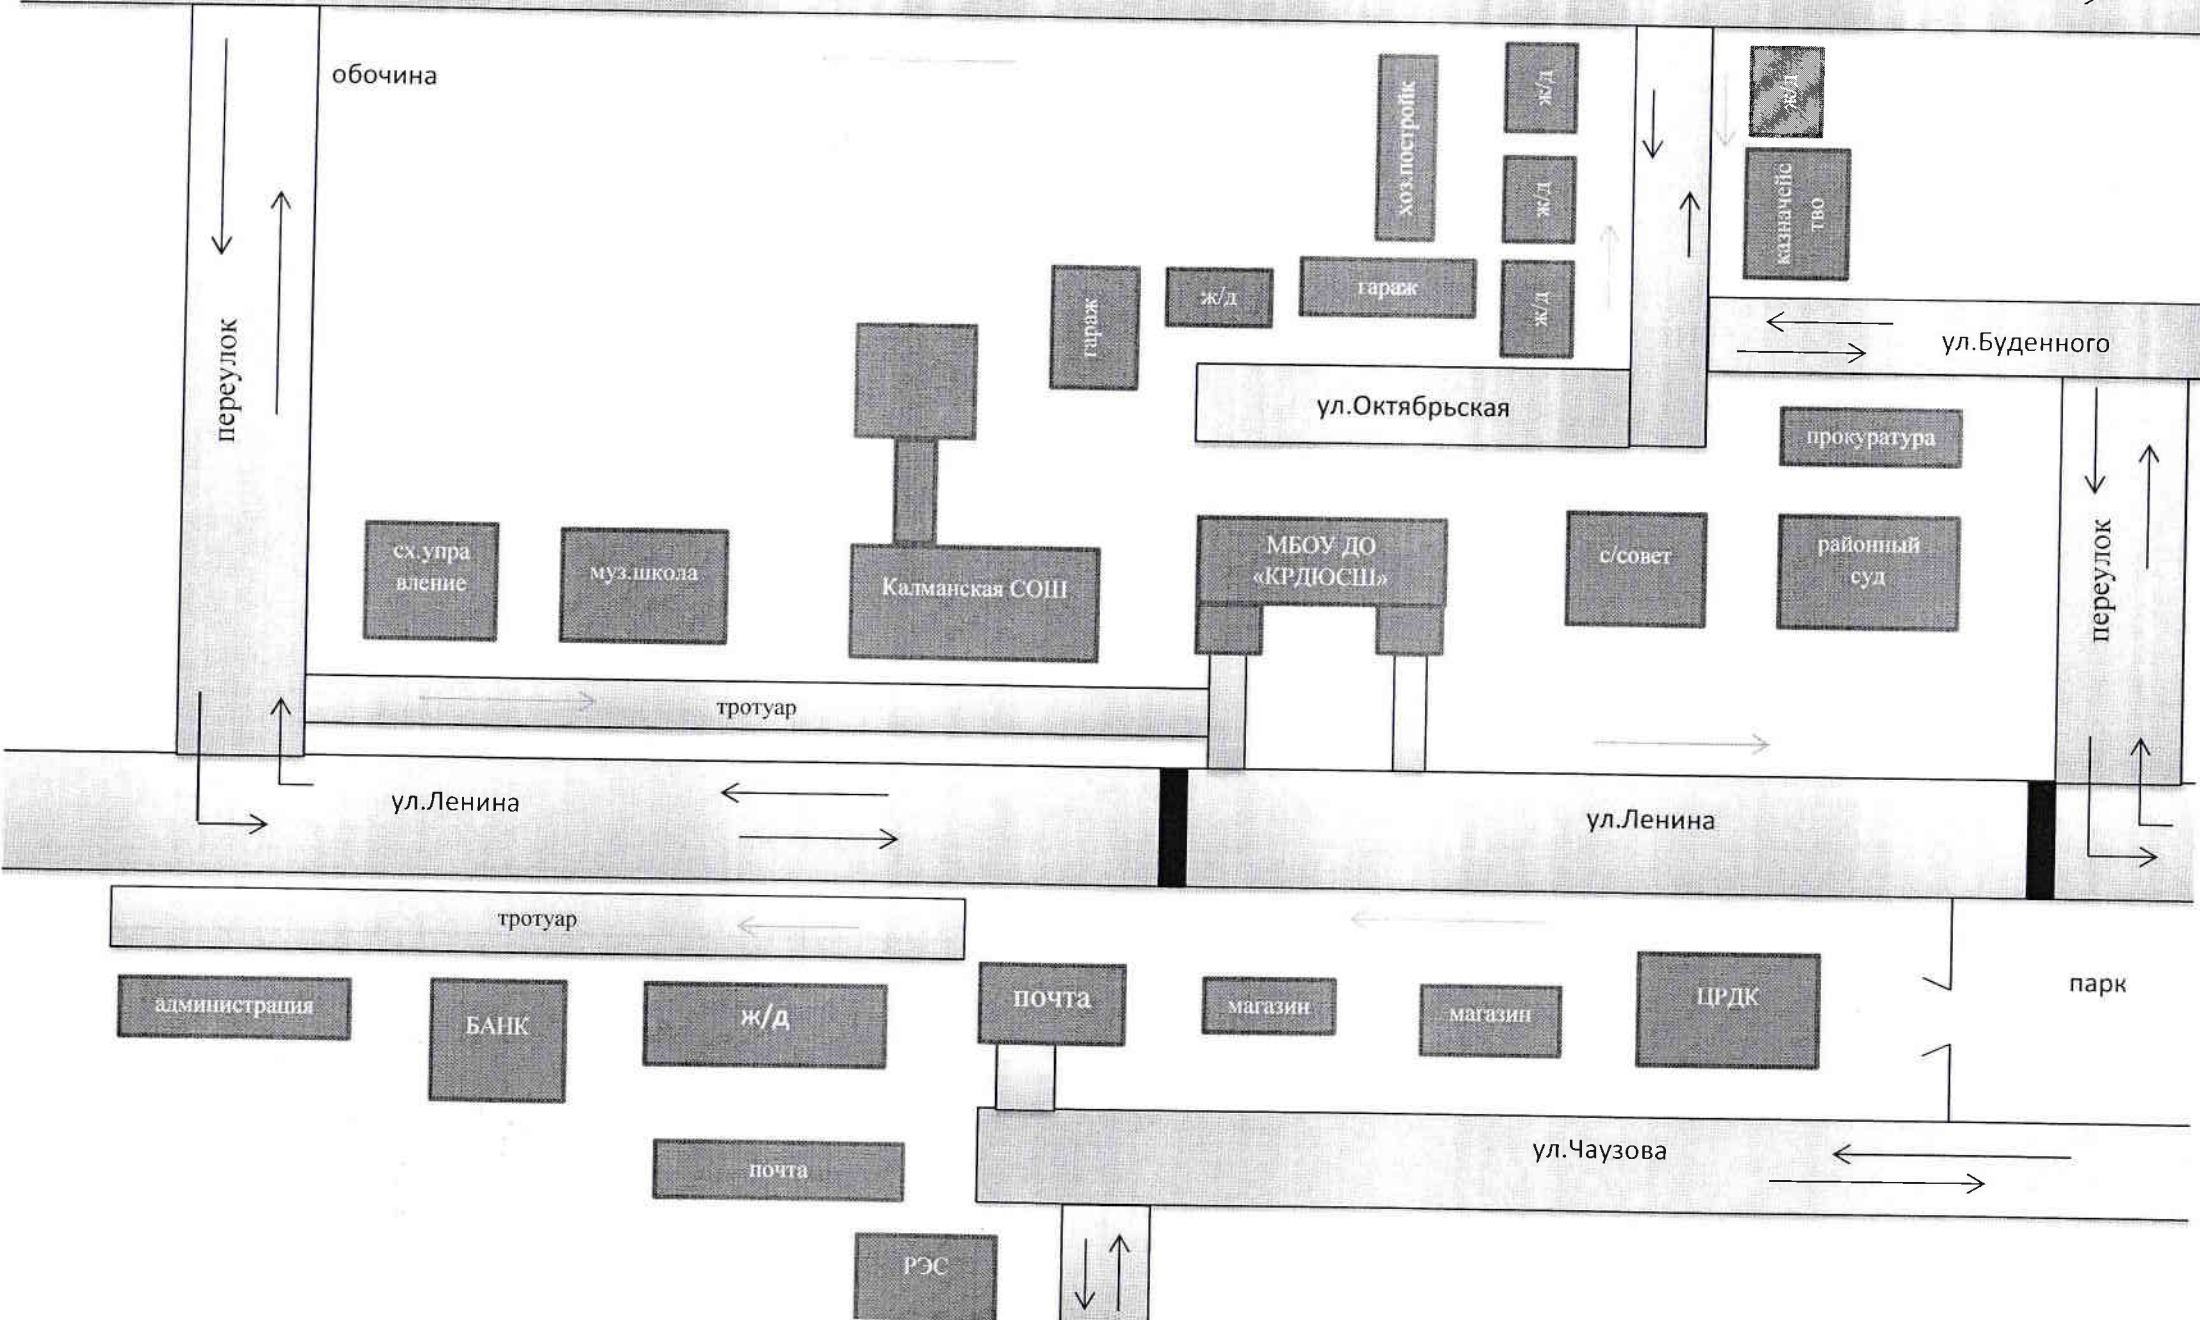 обочина
хоз.постройк
ж/д
ж/д
ж/д
ж/д
казначейс
тво
гараж
ж/д
гараж
ул.Буденного
переулок
ул.Октябрьская
прокуратура
сх.упра
вление
муз.школа
Калманская СОШ
МБОУ ДО
«КРДЮСШ»
с/совет
районный
суд
переулок
тротуар
ул.Ленина
ул.Ленина
тротуар
администрация
БАНК
ж/д
почта
магазин
магазин
ЦРДК
парк
ул.Чаузова
почта
РЭС